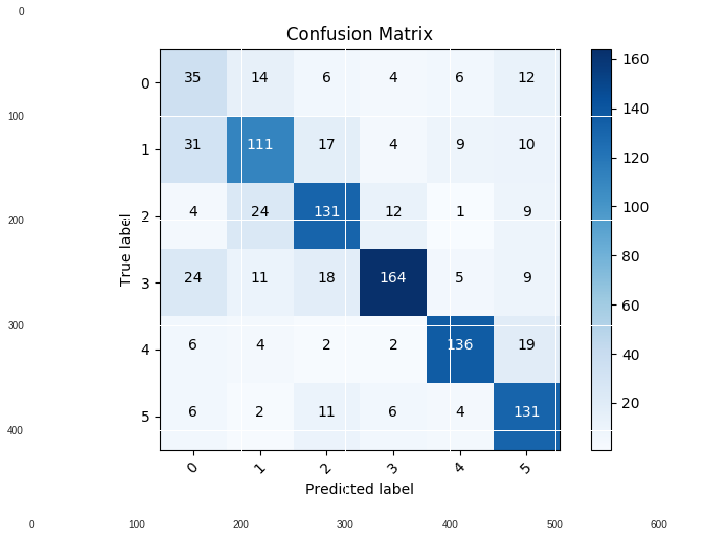 0
Confusion Matrix
0 35 14 6 4 6 12 160
140
100
1 31 111 17 4 9 10 120
100
2 4 24 131 12 1 9
200
80
3 24 11 18 164 5 9 60
300
4 6 4 2 2 136 19 40
5 6 2 11 6 4 131 20
400
0 1 2 3 4 5
True label
Predicted label
0 100 200 300 400 500 600